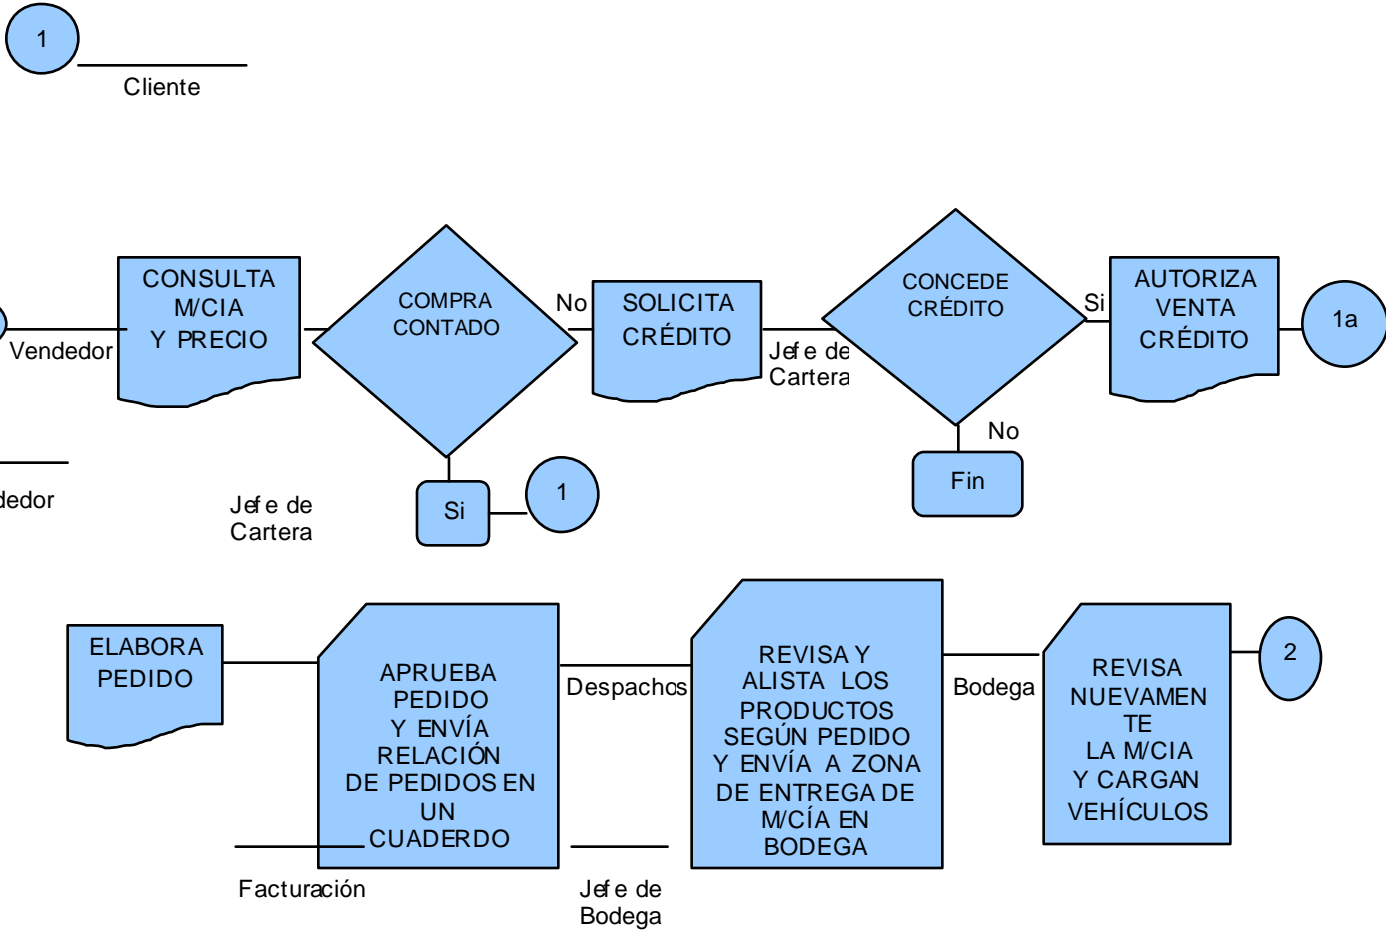 1
Cliente
Vendedor
CONSULTA
M/CIA
Y PRECIO
COMPRA
CONTADO
No
SOLICITA
CRÉDITO
Jefe de
Cartera
CONCEDE
CRÉDITO
Si
AUTORIZA
VENTA
CRÉDITO
1a
No
Fin
Si
1
dedor
Jefe de
Cartera
ELABORA
PEDIDO
APRUEBA
PEDIDO
Y ENVÍA
RELACIÓN
DE PEDIDOS EN
UN
CUADERDO
Despachos
REVISA Y
ALISTA LOS
PRODUCTOS
SEGÚN PEDIDO
Y ENVÍA A ZONA
DE ENTREGA DE
M/CÍA EN
BODEGA
Bodega
REVISA
NUEVAMEN
TE
LA M/CIA
Y CARGAN
VEHÍCULOS
2
Facturación
Jefe de
Bodega